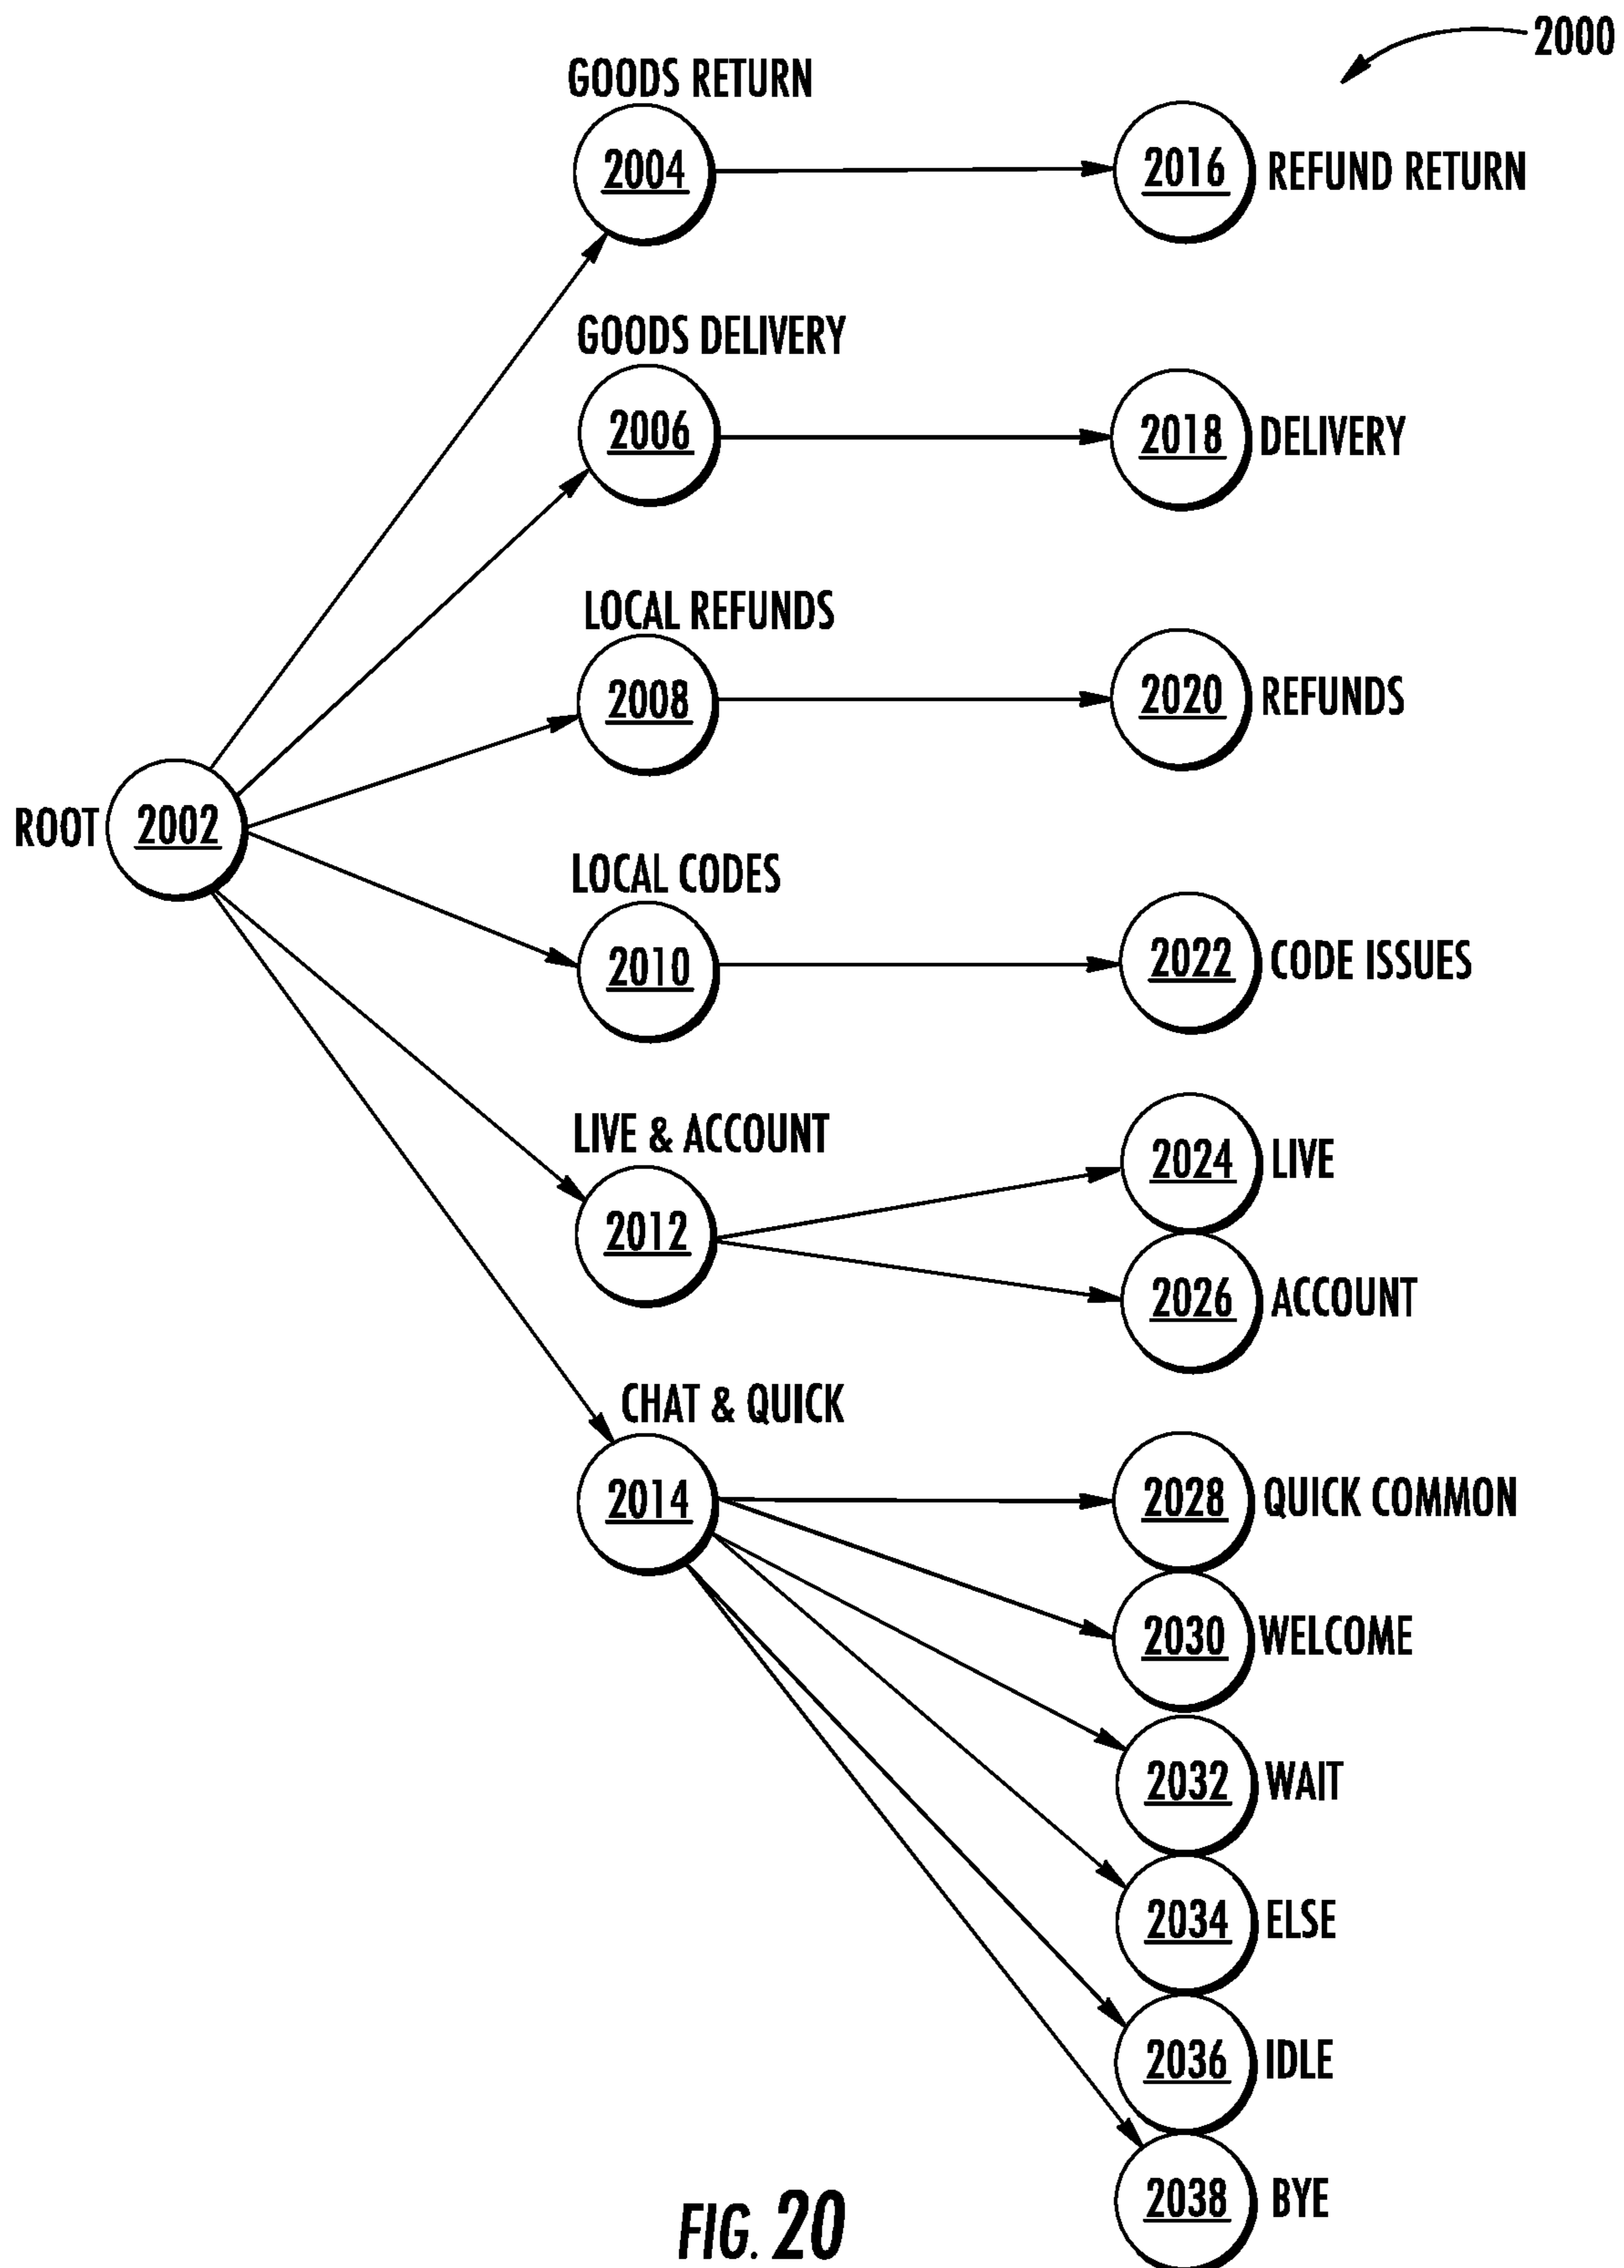 2000
GOODS RETURN
2004
2016 REFUND RETURN
GOODS DELIVERY
2006
2018 DELIVERY
LOCAL REFUNDS
2008
2020 REFUNDS
ROOT 2002
LOCAL CODES
2010
2022 CODE ISSUES
LIVE & ACCOUNT
2012
2024 LIVE
2026 ACCOUNT
CHAT & QUICK
2014
2028 QUICK COMMON
2030 WELCOME
2032 WAIT
2034 ELSE
2036 IDLE
2038 BYE
FIG. 20